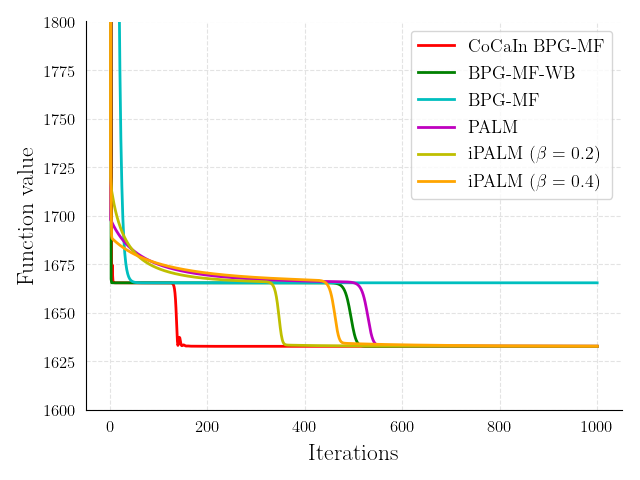 1800
1775
1750
1725
1700
1675
1650
1625
1600
Function value
0
200
400
600
800
1000
Iterations
CoCaIn BPG-MF
BPG-MF-WB
BPG-MF
PALM
iPALM (β = 0.2)
iPALM (β = 0.4)